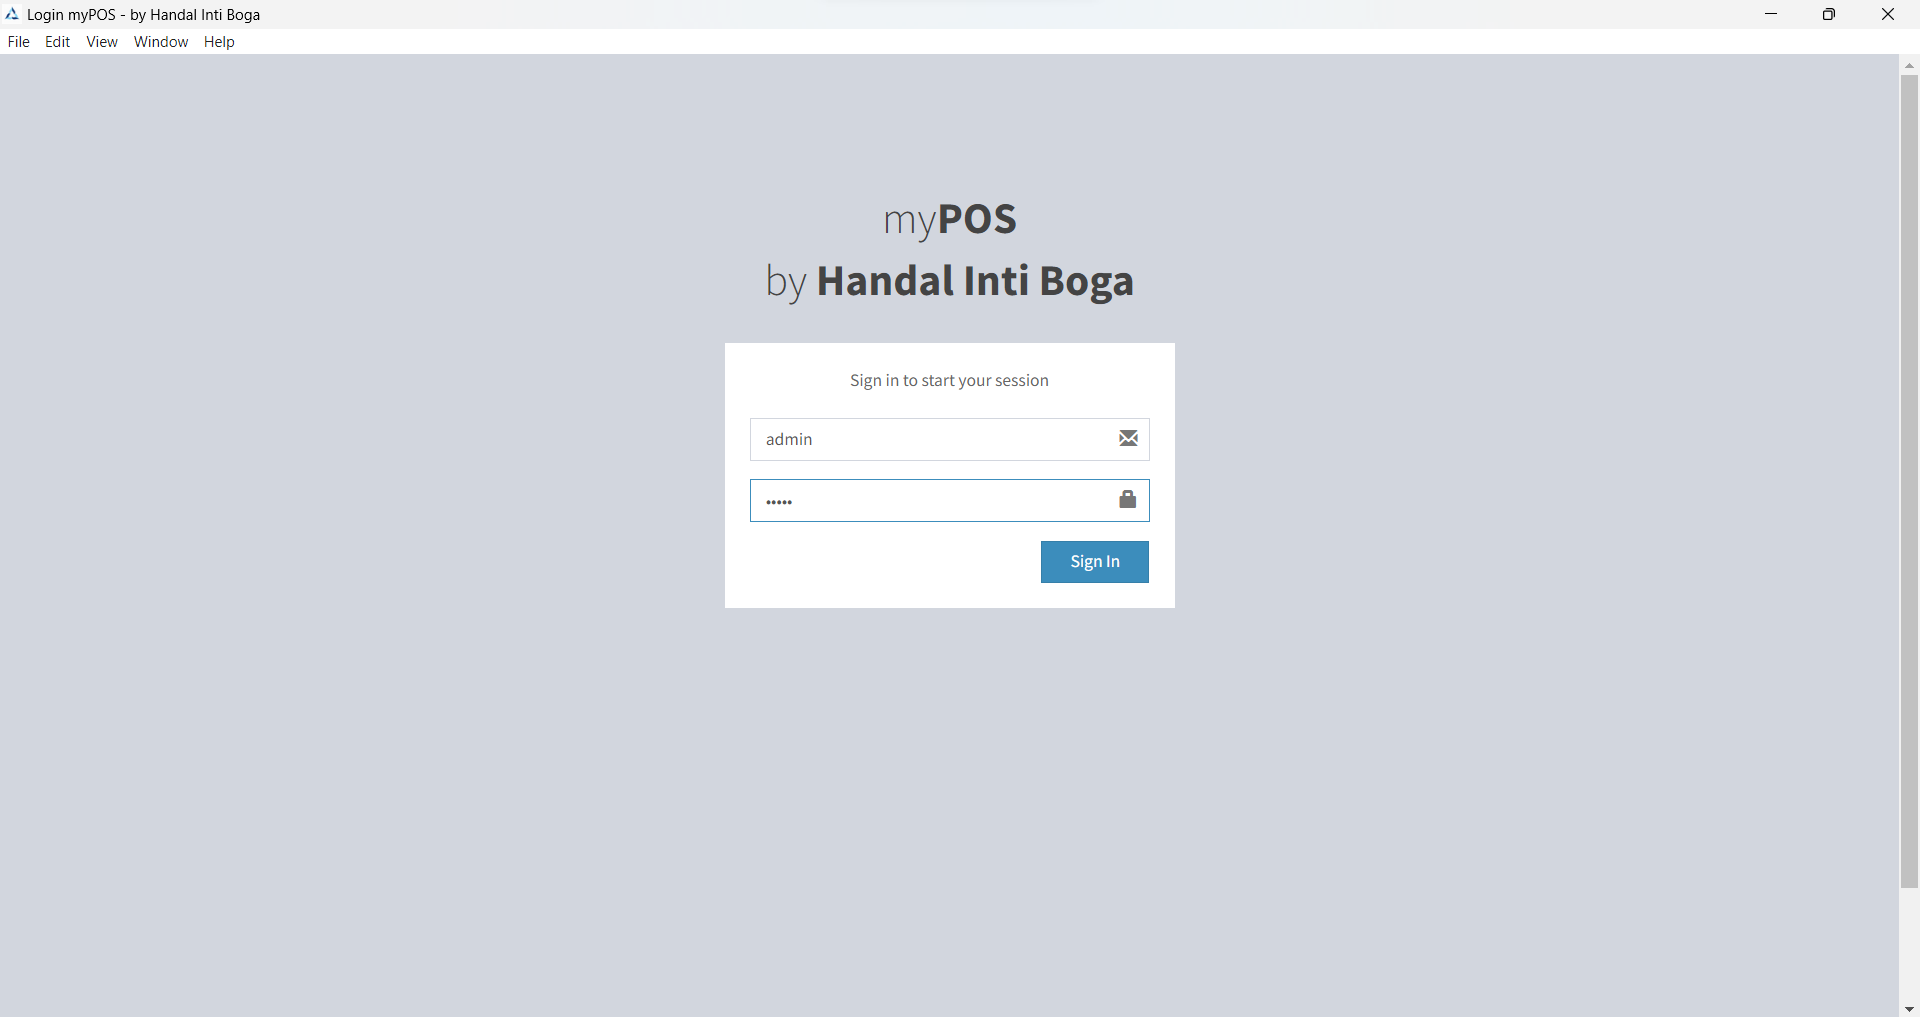 Login myPOS - by Handal Inti Boga
File Edit View Window Help
myPOS
by Handal Inti Boga
Sign in to start your session
admin
•••••
Sign In